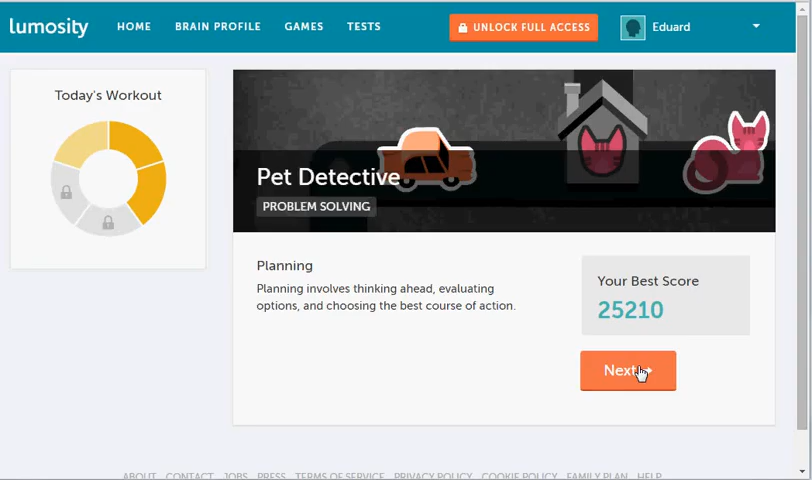 lumosity HOME BRAIN PROFILE GAMES TESTS UNLOCK FULL ACCESS Eduard
Today's Workout
Pet Detective
PROBLEM SOLVING
Planning
Planning involves thinking ahead, evaluating
options, and choosing the best course of action.
Your Best Score
25210
Next
ABOUT CONTACT JOBS PRESS TERMS OF SERVICE PRIVACY POLICY COOKIE POLICY FAMILY PLAN HELP